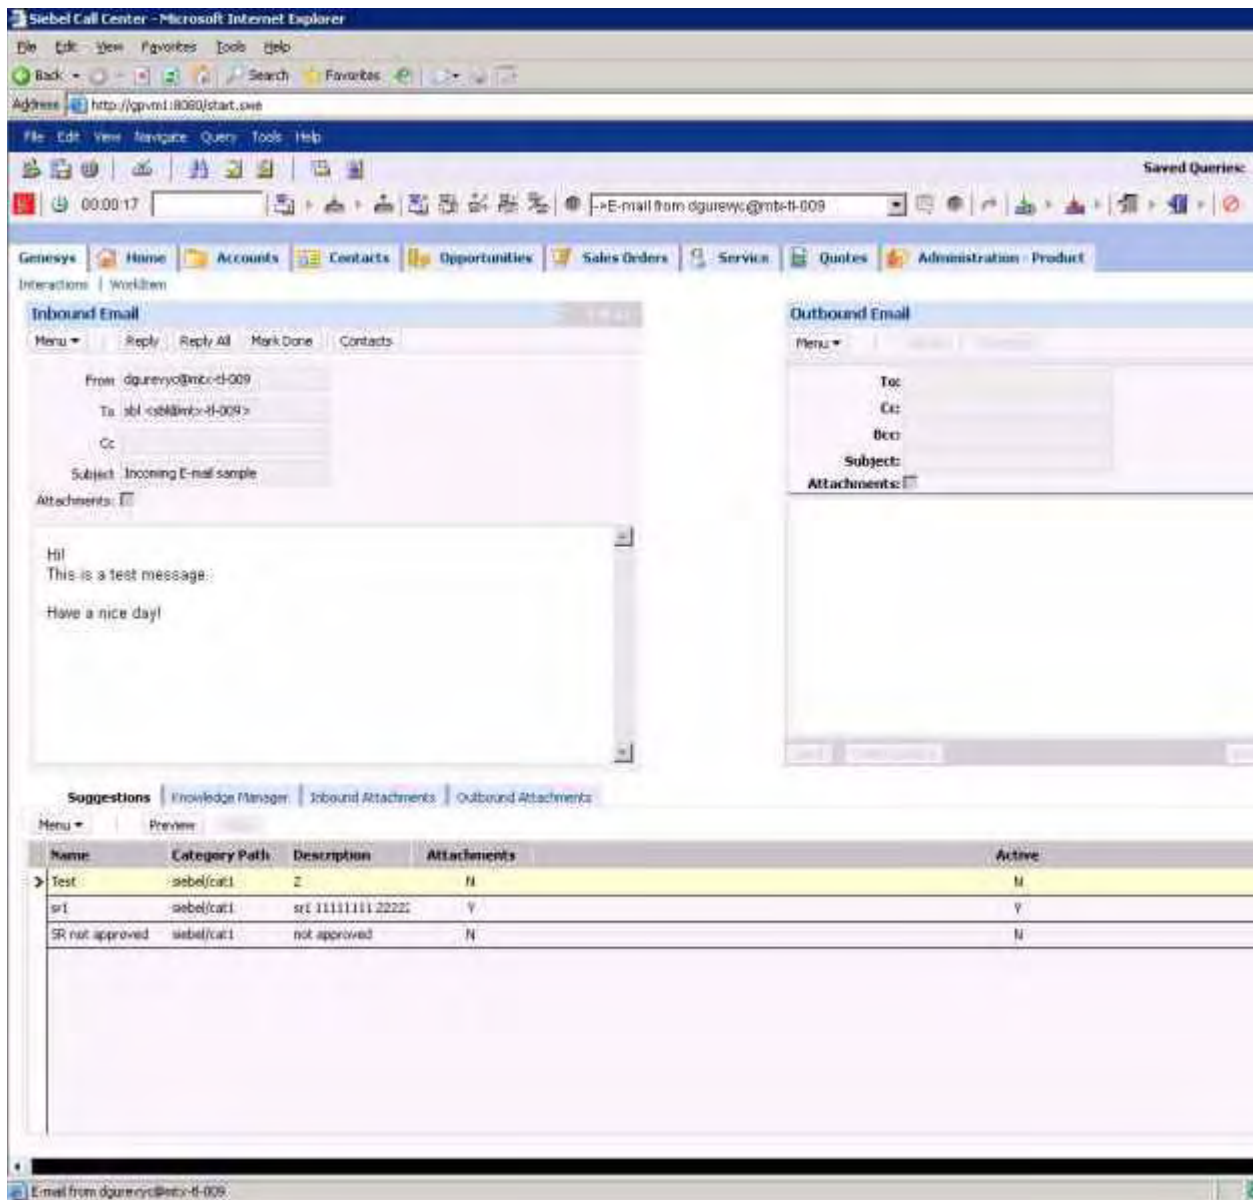 Siebel Call Center - Microsoft Internet Explorer
File Edit View Favorites Tools Help
Back Search Favorites
Address http://gpvm1:8080/start.swe
File Edit View Navigate Query Tools Help
Saved Queries:
00:00:17 ->E-mail from dgurewyc@mtx-tl-009
Genesys Home Accounts Contacts Opportunities Sales Orders Service Quotes Administration - Product
Interactions | WorkItem
Inbound Email
Menu Reply Reply All Mark Done Contacts
From dgurevyc@mtx-tl-009
To sbl <sbl@mtx-tl-009>
Cc
Subject Incoming E-mail sample
Attachments:
Hi!
This is a test message.
Have a nice day!
Outbound Email
Menu
To:
Cc:
Bcc:
Subject:
Attachments:
Suggestions Knowledge Manager Inbound Attachments Outbound Attachments
Menu Preview
Name Category Path Description Attachments Active
Test siebel/cat1 2 N N
sr1 siebel/cat1 sr1 11111111 22222 Y Y
SR not approved siebel/cat1 not approved N N
E-mail from dgurevyc@mtx-tl-009